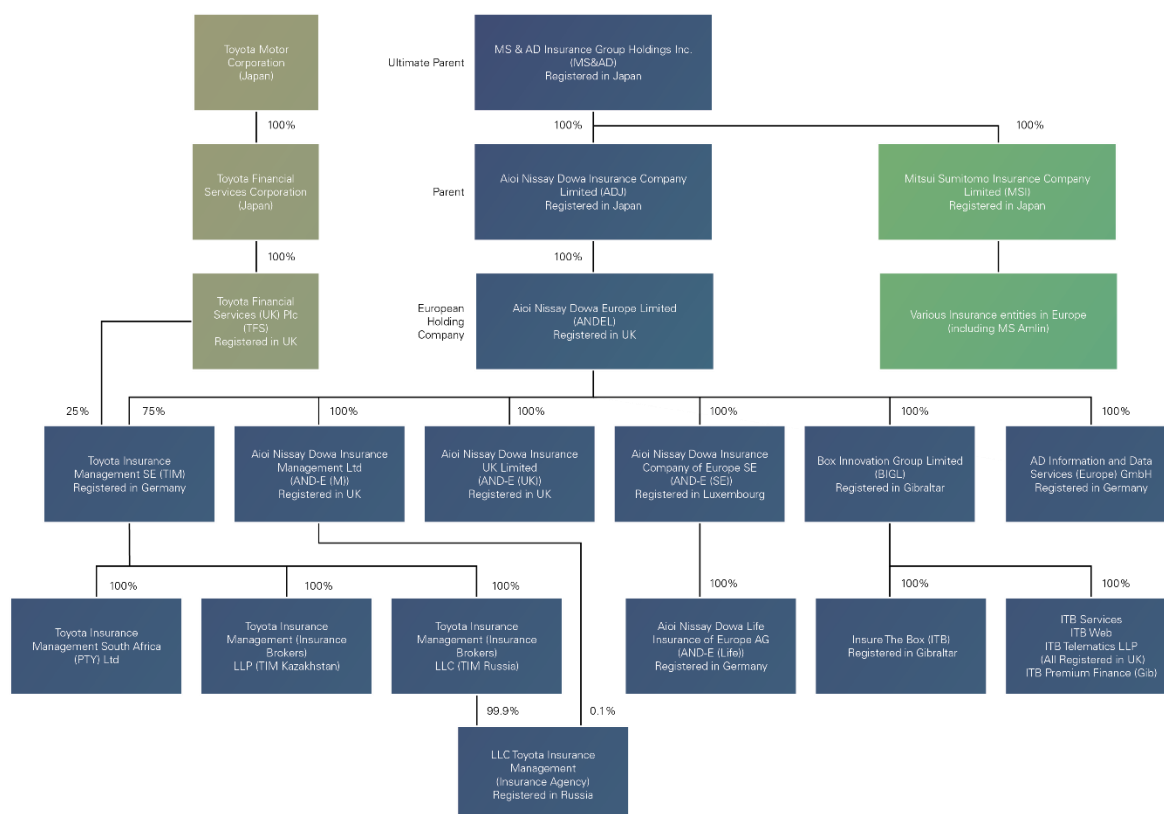 Toyota Motor
Corporation
(Japan)
Ultimate Parent
MS & AD Insurance Group Holdings Inc.
(MS&AD)
Registered in Japan
100%
100%
100%
Toyota Financial
Services Corporation
(Japan)
Parent
Aioi Nissay Dowa Insurance Company
Limited (ADJ)
Registered in Japan
Mitsui Sumitomo Insurance Company
Limited (MSI)
Registered in Japan
100%
100%
Toyota Financial
Services (UK) Plc
(TFS)
Registered in UK
European
Holding
Company
Aioi Nissay Dowa Europe Limited
(ANDEL)
Registered in UK
Various Insurance entities in Europe
(including MS Amlin)
25%
75%
100%
100%
100%
100%
100%
Toyota Insurance
Management SE (TIM)
Registered in Germany
Aioi Nissay Dowa Insurance
Management Ltd
(AND-E (M))
Registered in UK
Aioi Nissay Dowa Insurance
UK Limited
(AND-E (UK))
Registered in UK
Aioi Nissay Dowa Insurance
Company of Europe SE
(AND-E (SE))
Registered in Luxembourg
Box Innovation Group Limited
(BIGL)
Registered in Gibraltar
AD Information and Data
Services (Europe) GmbH
Registered in Germany
100%
100%
100%
100%
100%
100%
Toyota Insurance
Management South Africa
(PTY) Ltd
Toyota Insurance
Management (Insurance
Brokers)
LLP (TIM Kazakhstan)
Toyota Insurance
Management (Insurance
Brokers)
LLC (TIM Russia)
Aioi Nissay Dowa Life
Insurance of Europe AG
(AND-E (Life))
Registered in Germany
Insure The Box (ITB)
Registered in Gibraltar
ITB Services
ITB Web
ITB Telematics LLP
(All Registered in UK)
ITB Premium Finance (Gib)
99.9%
0.1%
LLC Toyota Insurance
Management
(Insurance Agency)
Registered in Russia